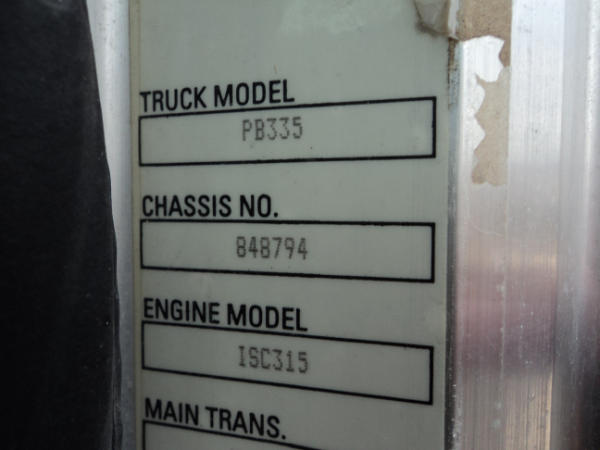 TRUCK MODEL
PB335
CHASSIS NO.
848794
ENGINE MODEL
ISC315
MAIN TRANS.